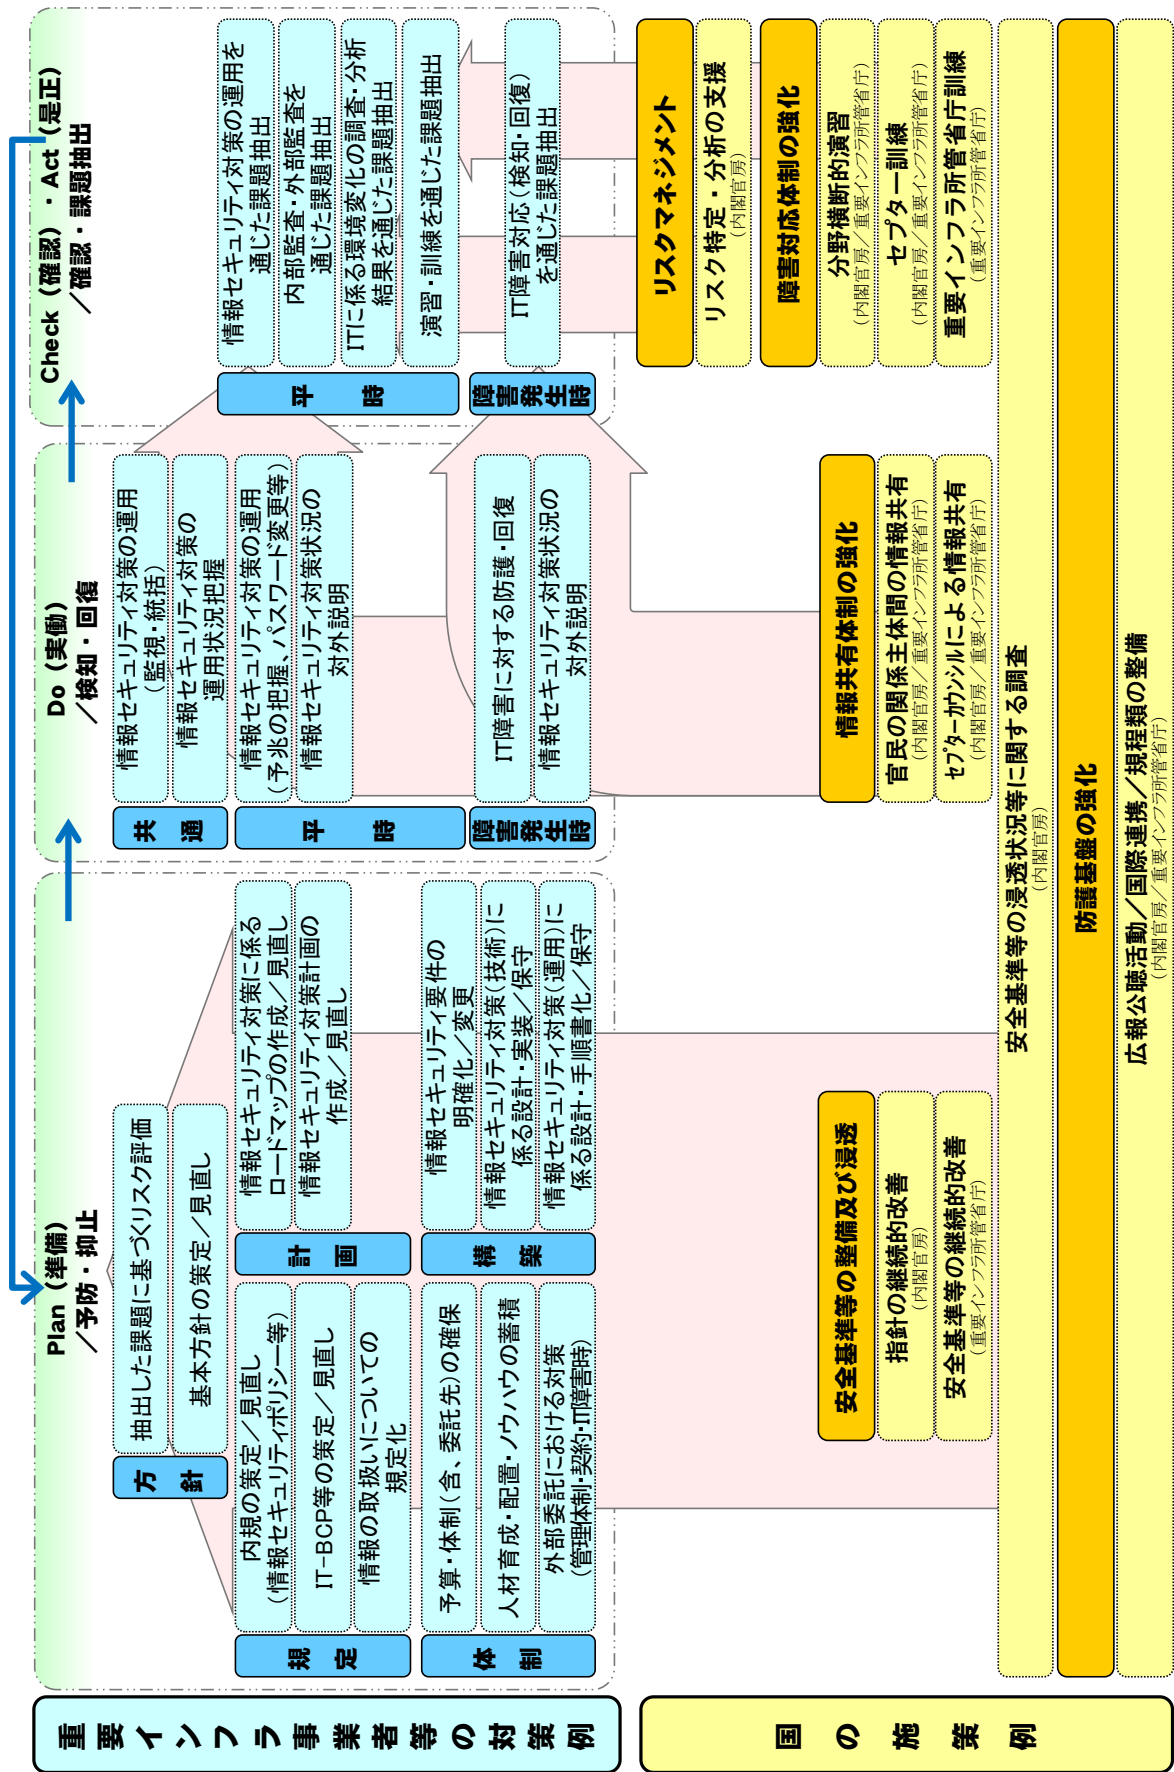 重要インフラ事業者等の対策例
Plan（準備）
／予防・抑止
方針
抽出した課題に基づくリスク評価
基本方針の策定／見直し
規定
内規の策定／見直し
（情報セキュリティポリシー等）
IT-BCP等の策定／見直し
情報の取扱いについての
規定化
計画
情報セキュリティ対策に係る
ロードマップの作成／見直し
情報セキュリティ対策計画の
作成／見直し
体制
予算・体制（含、委託先）の確保
人材育成・配置・ノウハウの蓄積
外部委託における対策
（管理体制・契約・IT障害時）
構築
情報セキュリティ要件の
明確化／変更
情報セキュリティ対策（技術）に
係る設計・実装／保守
情報セキュリティ対策（運用）に
係る設計・手順書化／保守
Do（実働）
／検知・回復
共通
情報セキュリティ対策の運用
（監視・統括）
情報セキュリティ対策の
運用状況把握
平時
情報セキュリティ対策の運用
（予兆の把握、パスワード変更等）
情報セキュリティ対策状況の
対外説明
障害発生時
IT障害に対する防護・回復
情報セキュリティ対策状況の
対外説明
Check（確認）・Act（是正）
／確認・課題抽出
平時
情報セキュリティ対策の運用を
通じた課題抽出
内部監査・外部監査を
通じた課題抽出
ITに係る環境変化の調査・分析
結果を通じた課題抽出
演習・訓練を通じた課題抽出
障害発生時
IT障害対応（検知・回復）
を通じた課題抽出
国の施策例
安全基準等の整備及び浸透
指針の継続的改善
（内閣官房）
安全基準等の継続的改善
（重要インフラ所管省庁）
情報共有体制の強化
官民の関係主体間の情報共有
（内閣官房／重要インフラ所管省庁）
セプターカウンシルによる情報共有
（内閣官房／重要インフラ所管省庁）
リスクマネジメント
リスク特定・分析の支援
（内閣官房）
障害対応体制の強化
分野横断的演習
（内閣官房／重要インフラ所管省庁）
セプター訓練
（内閣官房／重要インフラ所管省庁）
重要インフラ所管省庁訓練
（重要インフラ所管省庁）
安全基準等の浸透状況等に関する調査
（内閣官房）
防護基盤の強化
広報公聴活動／国際連携／規程類の整備
（内閣官房／重要インフラ所管省庁）